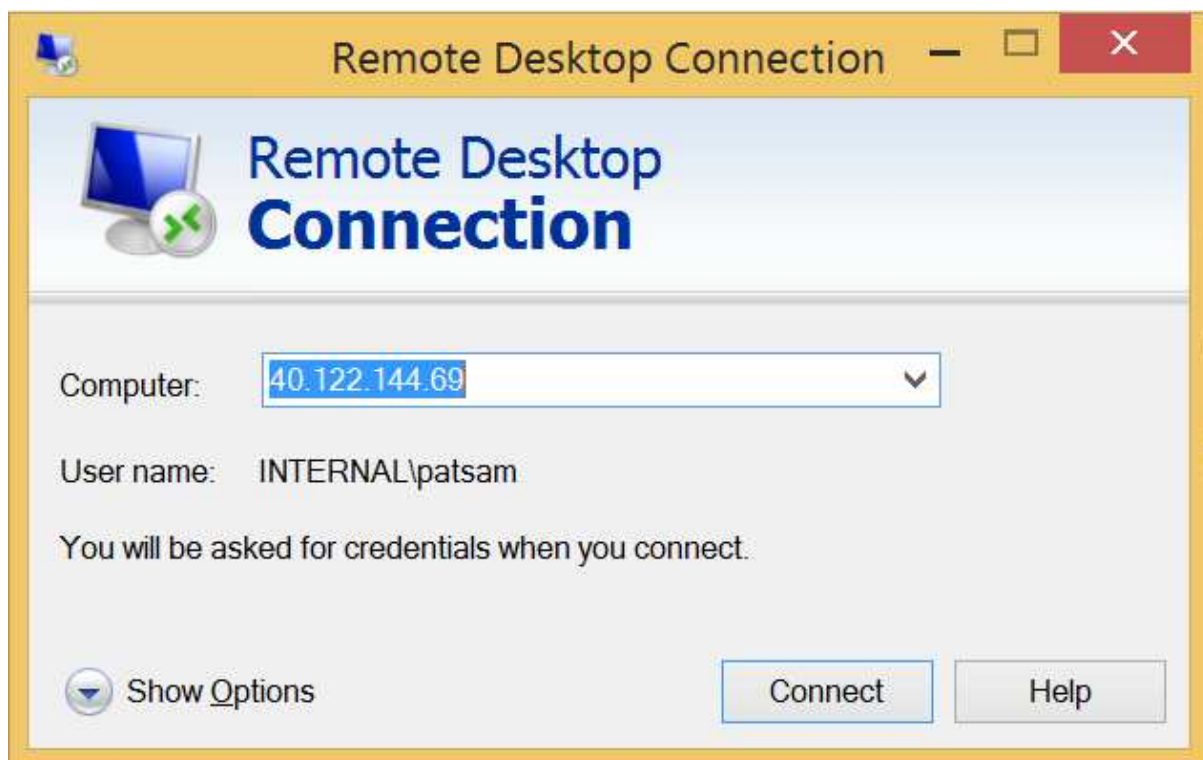 Remote Desktop Connection
Remote Desktop
Connection
Computer: 40.122.144.69
User name: INTERNAL\patsam
You will be asked for credentials when you connect.
Show Options Connect Help